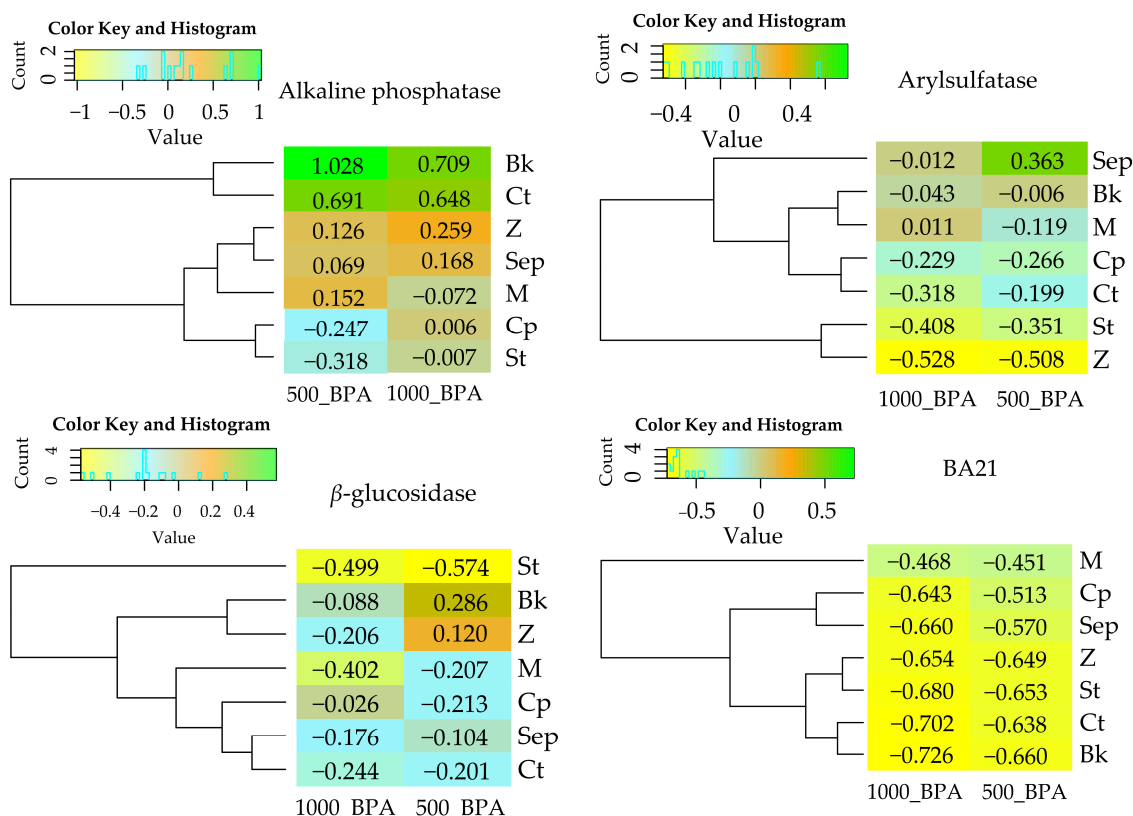 Color Key and Histogram
Count
0 2
−1 −0.5 0 0.5 1
Value
Alkaline phosphatase
1.028 0.709 Bk
0.691 0.648 Ct
0.126 0.259 Z
0.069 0.168 Sep
0.152 −0.072 M
−0.247 0.006 Cp
−0.318 −0.007 St
500_BPA 1000_BPA
Color Key and Histogram
Count
0 2
−0.4 0 0.4
Value
Arylsulfatase
−0.012 0.363 Sep
−0.043 −0.006 Bk
0.011 −0.119 M
−0.229 −0.266 Cp
−0.318 −0.199 Ct
−0.408 −0.351 St
−0.528 −0.508 Z
1000_BPA 500_BPA
Color Key and Histogram
Count
0 4
−0.4 −0.2 0 0.2 0.4
Value
β-glucosidase
−0.499 −0.574 St
−0.088 0.286 Bk
−0.206 0.120 Z
−0.402 −0.207 M
−0.026 −0.213 Cp
−0.176 −0.104 Sep
−0.244 −0.201 Ct
1000_BPA 500_BPA
Color Key and Histogram
Count
0 4
-0.5 0 0.5
Value
BA21
−0.468 −0.451 M
−0.643 −0.513 Cp
−0.660 −0.570 Sep
−0.654 −0.649 Z
−0.680 −0.653 St
−0.702 −0.638 Ct
−0.726 −0.660 Bk
1000_BPA 500_BPA